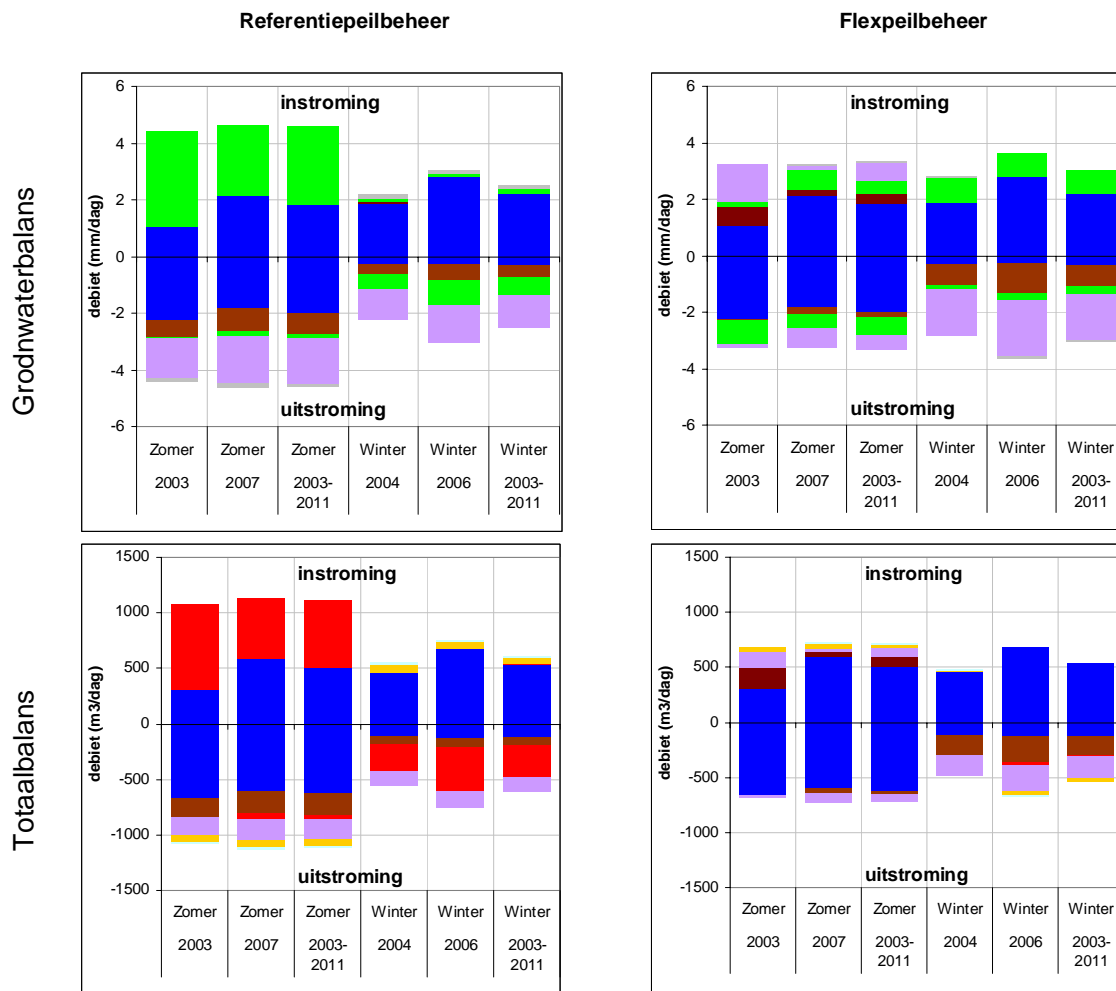 Referentiepeilbeheer
Flexpeilbeheer
Grodnwaterbalans
debiet (mm/dag)
6
4
2
0
-2
-4
-6
instroming
uitstroming
Zomer Zomer Zomer Winter Winter Winter
2003 2007 2003- 2004 2006 2003-
2011 2011
debiet (mm/dag)
6
4
2
0
-2
-4
-6
instroming
uitstroming
Zomer Zomer Zomer Winter Winter Winter
2003 2007 2003- 2004 2006 2003-
2011 2011
Totaalbalans
debiet (m3/dag)
1500
1000
500
0
-500
-1000
-1500
instroming
uitstroming
Zomer Zomer Zomer Winter Winter Winter
2003 2007 2003- 2004 2006 2003-
2011 2011
debiet (m3/dag)
1500
1000
500
0
-500
-1000
-1500
instroming
uitstroming
Zomer Zomer Zomer Winter Winter Winter
2003 2007 2003- 2004 2006 2003-
2011 2011